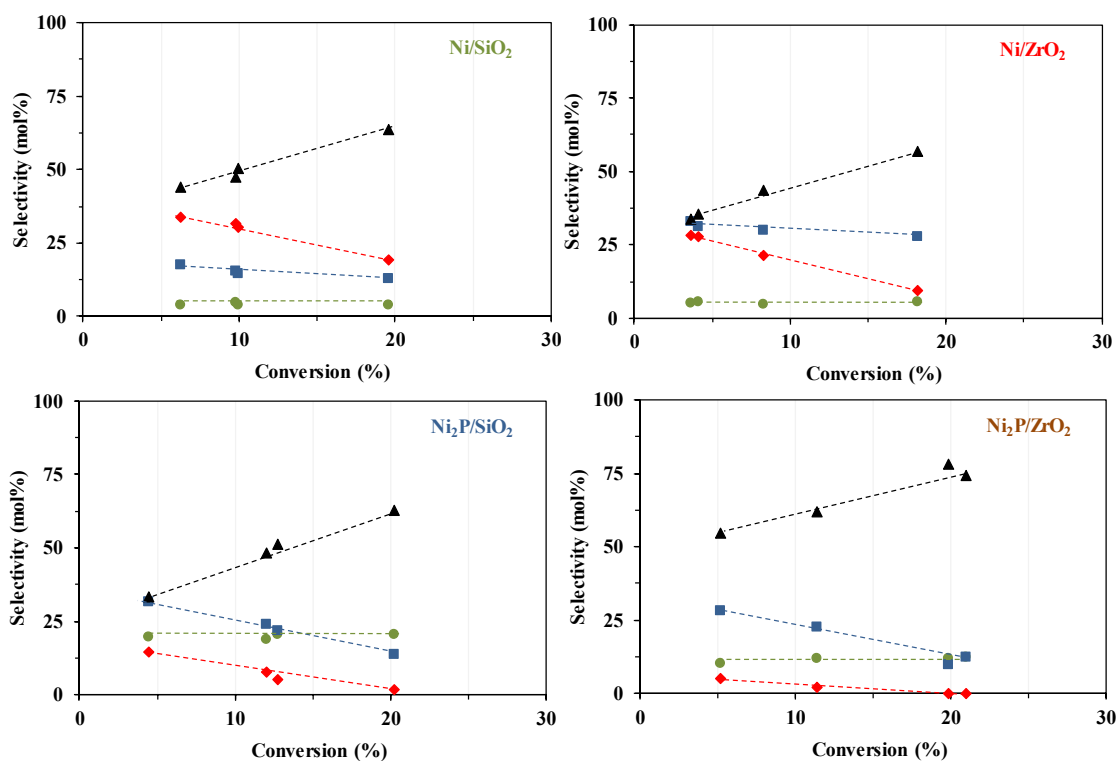 100
75
50
25
0
Selectivity (mol%)
Ni/SiO₂
0 10 20 30
Conversion (%)
100
75
50
25
0
Selectivity (mol%)
Ni/ZrO₂
0 10 20 30
Conversion (%)
100
75
50
25
0
Selectivity (mol%)
Ni₂P/SiO₂
0 10 20 30
Conversion (%)
100
75
50
25
0
Selectivity (mol%)
Ni₂P/ZrO₂
0 10 20 30
Conversion (%)